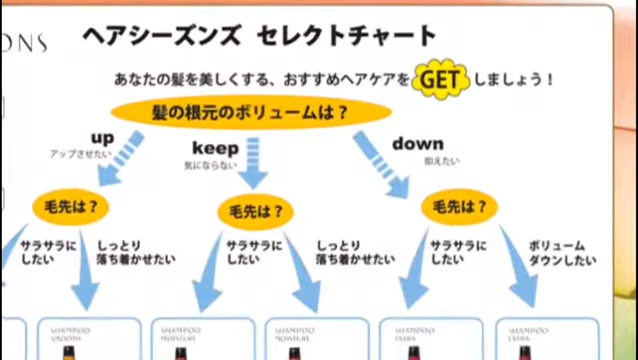 ONS
ヘアシーズンズ セレクトチャート
あなたの髪を美しくする、おすすめヘアケアを GET しましょう！
髪の根元のボリュームは？
up
アップさせたい
keep
気にならない
down
抑えたい
毛先は？
毛先は？
毛先は？
サラサラに
したい
しっとり
落ち着かせたい
サラサラに
したい
しっとり
落ち着かせたい
サラサラに
したい
ボリューム
ダウンしたい
SHAMPOO
SMOOTH
SHAMPOO
MOISTURE
SHAMPOO
MOISTURE
SHAMPOO
EXTRA
SHAMPOO
EXTRA